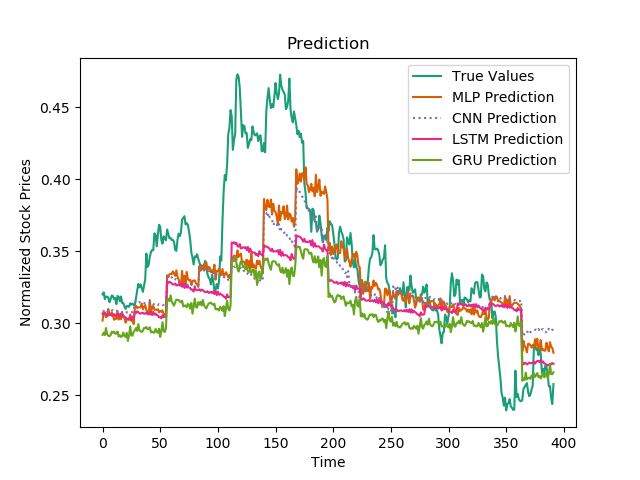 Prediction
True Values
MLP Prediction
CNN Prediction
LSTM Prediction
GRU Prediction
Normalized Stock Prices
0.45
0.40
0.35
0.30
0.25
0 50 100 150 200 250 300 350 400
Time